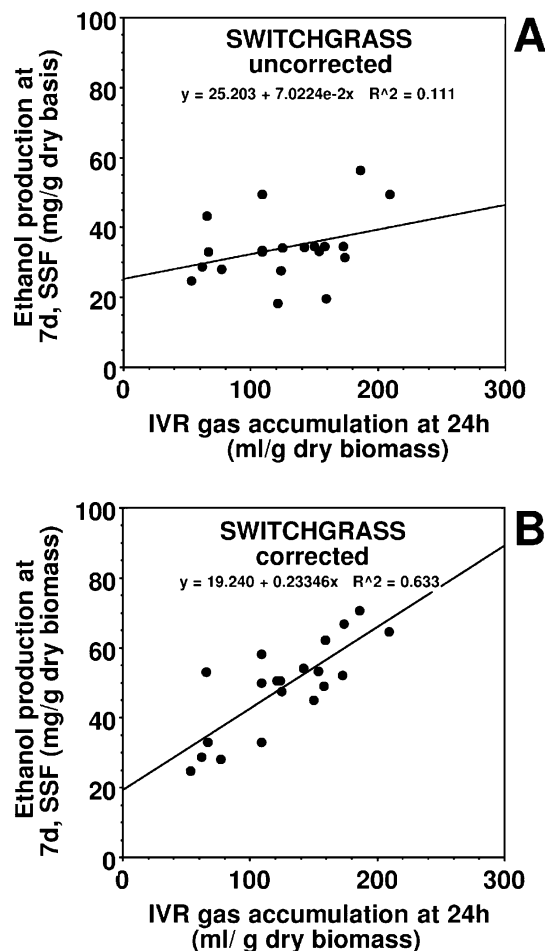 A
SWITCHGRASS
uncorrected
y = 25.203 + 7.0224e-2x R^2 = 0.111
Ethanol production at
7d, SSF (mg/g dry basis)
100
80
60
40
20
0
0 100 200 300
IVR gas accumulation at 24h
(ml/g dry biomass)
B
SWITCHGRASS
corrected
y = 19.240 + 0.23346x R^2 = 0.633
Ethanol production at
7d, SSF (mg/g dry biomass)
100
80
60
40
20
0
0 100 200 300
IVR gas accumulation at 24h
(ml/ g dry biomass)